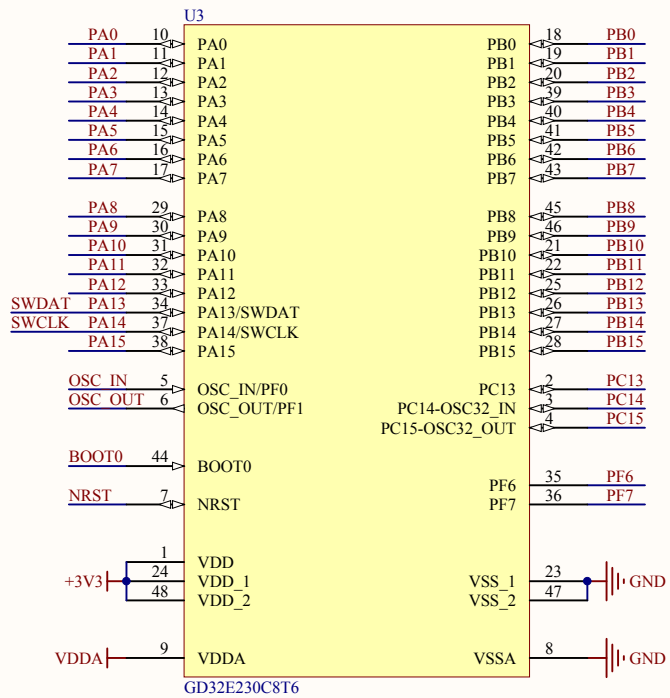 U3
PA0 10 PA0 PB0 18 PB0
PA1 11 PA1 PB1 19 PB1
PA2 12 PA2 PB2 20 PB2
PA3 13 PA3 PB3 39 PB3
PA4 14 PA4 PB4 40 PB4
PA5 15 PA5 PB5 41 PB5
PA6 16 PA6 PB6 42 PB6
PA7 17 PA7 PB7 43 PB7
PA8 29 PA8 PB8 45 PB8
PA9 30 PA9 PB9 46 PB9
PA10 31 PA10 PB10 21 PB10
PA11 32 PA11 PB11 22 PB11
PA12 33 PA12 PB12 25 PB12
SWDAT PA13 34 PA13/SWDAT PB13 26 PB13
SWCLK PA14 37 PA14/SWCLK PB14 27 PB14
PA15 38 PA15 PB15 28 PB15
OSC_IN 5 OSC_IN/PF0 PC13 2 PC13
OSC_OUT 6 OSC_OUT/PF1 PC14-OSC32_IN 3 PC14
PC15-OSC32_OUT 4 PC15
BOOT0 44 BOOT0
PF6 35 PF6
NRST 7 NRST PF7 36 PF7
1 VDD
+3V3 24 VDD_1 VSS_1 23 GND
48 VDD_2 VSS_2 47
VDDA 9 VDDA VSSA 8 GND
GD32E230C8T6